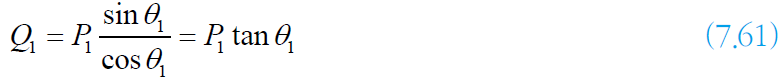 Q₁ = P₁ sin θ₁ / cos θ₁ = P₁ tan θ₁ (7.61)